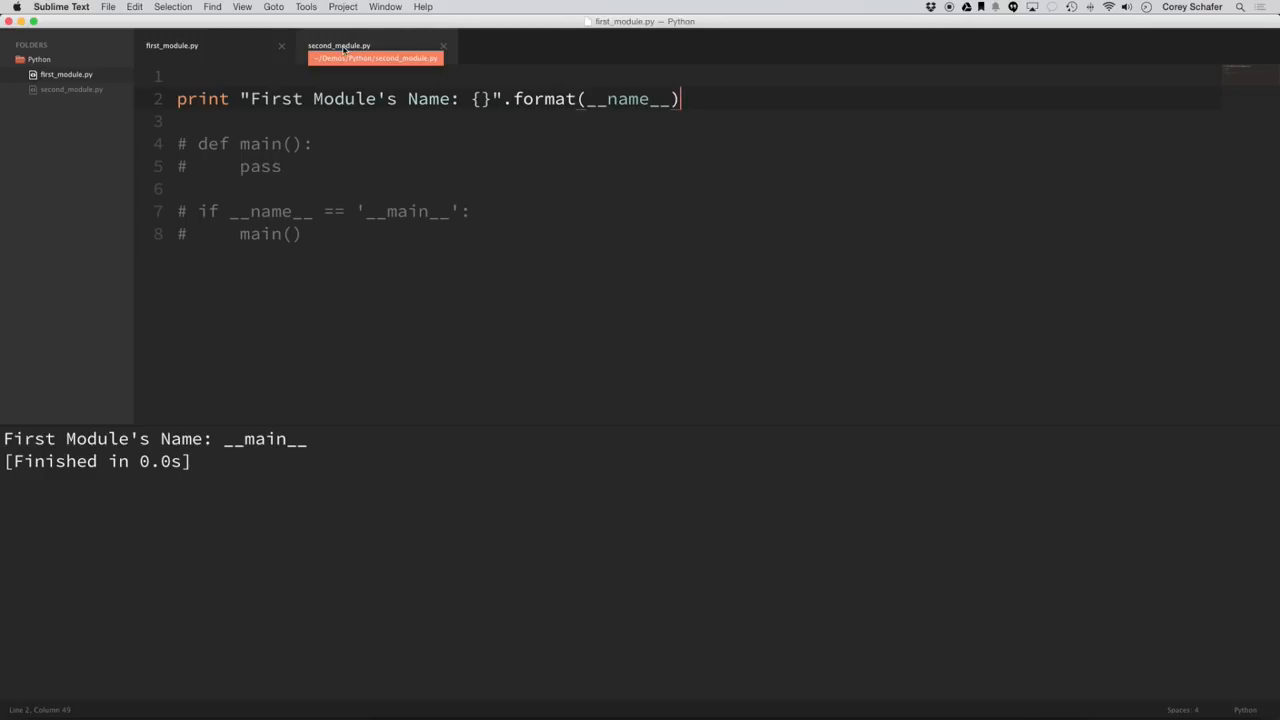 Sublime Text File Edit Selection Find View Goto Tools Project Window Help Corey Schafer
first_module.py — Python
FOLDERS
Python
first_module.py
second_module.py
first_module.py second_module.py
~/Demos/Python/second_module.py
1
2 print "First Module's Name: {}".format(__name__)
3
4 # def main():
5 #     pass
6
7 # if __name__ == '__main__':
8 #     main()
First Module's Name: __main__
[Finished in 0.0s]
Line 2, Column 49 Spaces: 4 Python